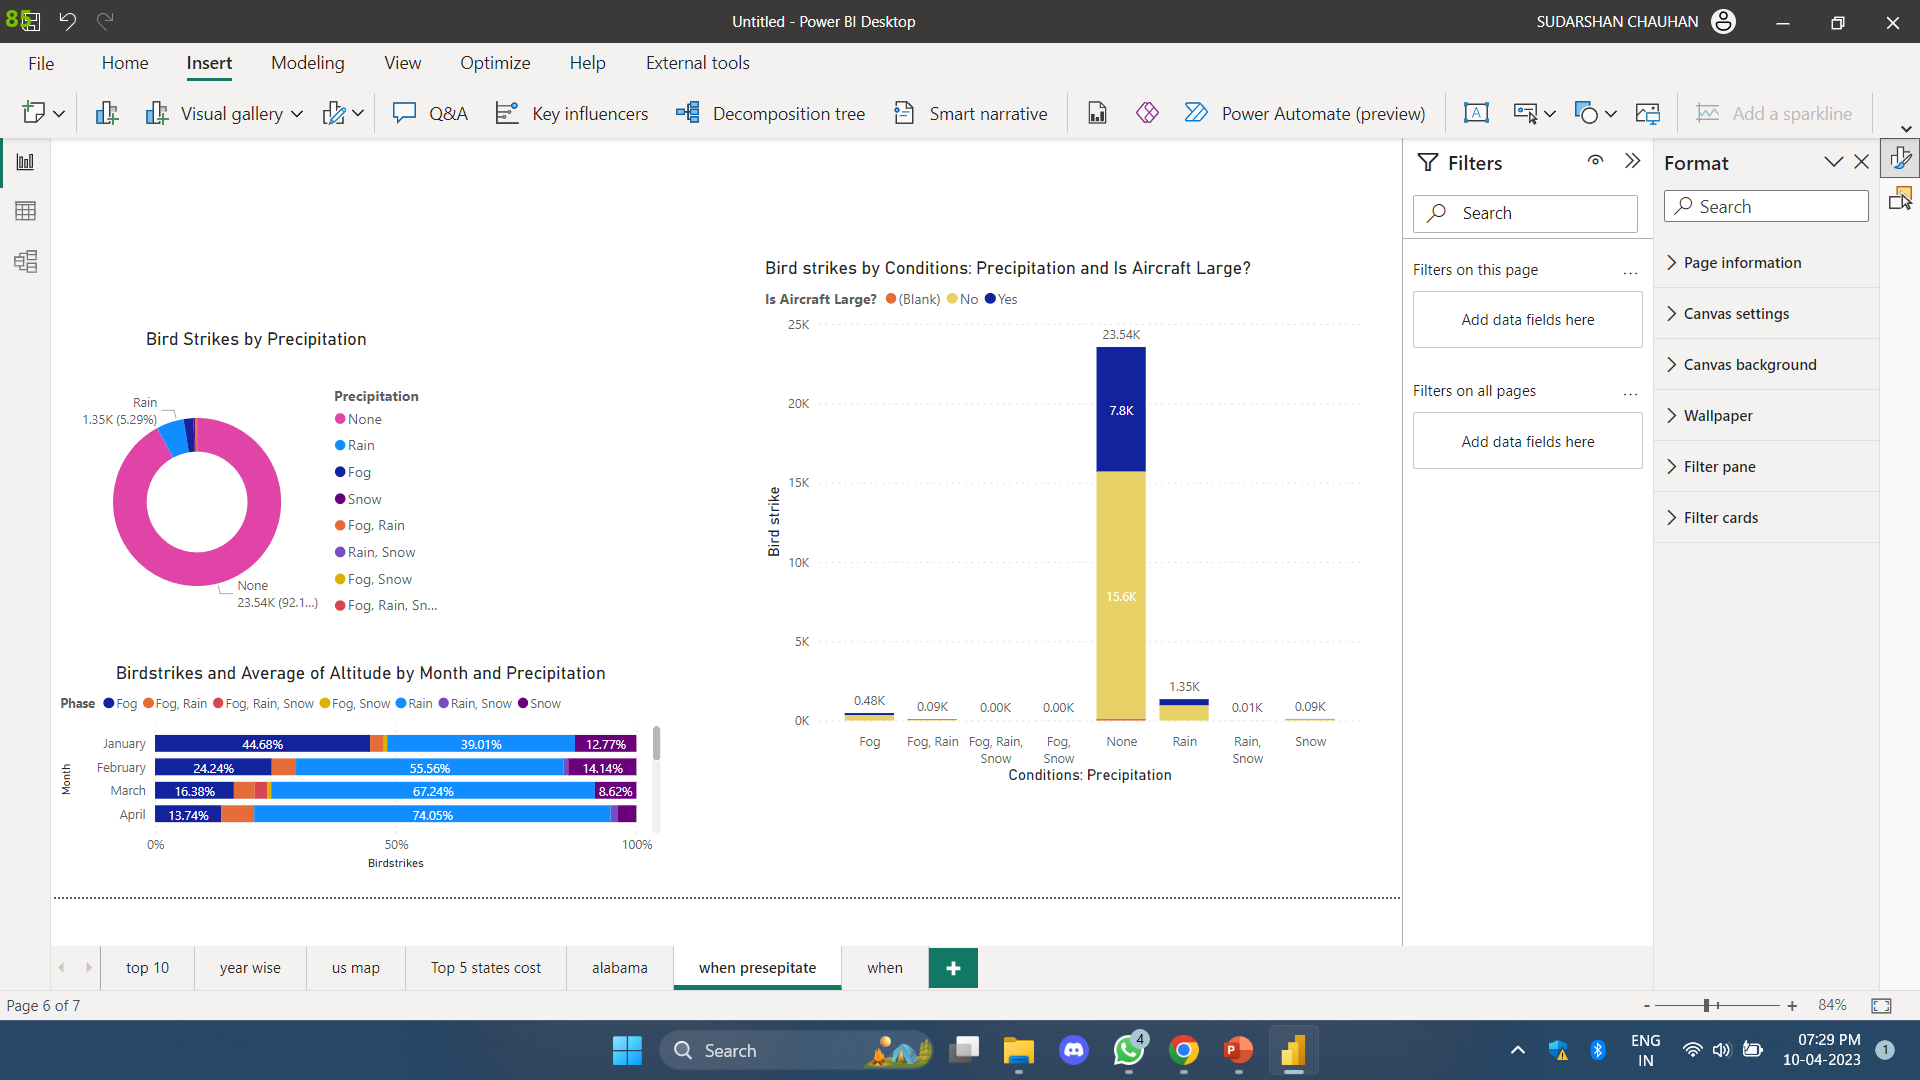 85
Untitled - Power BI Desktop
SUDARSHAN CHAUHAN
File Home Insert Modeling View Optimize Help External tools
Visual gallery Q&A Key influencers Decomposition tree Smart narrative Power Automate (preview) A Add a sparkline
Bird Strikes by Precipitation
Rain
1.35K (5.29%)
None
23.54K (92.1...)
Precipitation
None
Rain
Fog
Snow
Fog, Rain
Rain, Snow
Fog, Snow
Fog, Rain, Sn...
Birdstrikes and Average of Altitude by Month and Precipitation
Phase Fog Fog, Rain Fog, Rain, Snow Fog, Snow Rain Rain, Snow Snow
Month
January 44.68% 39.01% 12.77%
February 24.24% 55.56% 14.14%
March 16.38% 67.24% 8.62%
April 13.74% 74.05%
0% 50% 100%
Birdstrikes
Bird strikes by Conditions: Precipitation and Is Aircraft Large?
Is Aircraft Large? (Blank) No Yes
Bird strike
25K
20K
15K
10K
5K
0K
0.48K 0.09K 0.00K 0.00K 23.54K 1.35K 0.01K 0.09K
7.8K
15.6K
Fog Fog, Rain Fog, Rain, Snow Fog, Snow None Rain Rain, Snow Snow
Conditions: Precipitation
Filters
Search
Filters on this page ...
Add data fields here
Filters on all pages ...
Add data fields here
Format
Search
Page information
Canvas settings
Canvas background
Wallpaper
Filter pane
Filter cards
top 10 year wise us map Top 5 states cost alabama when presepitate when +
Page 6 of 7
- + 84%
Search
4
ENG
IN
07:29 PM
10-04-2023
1